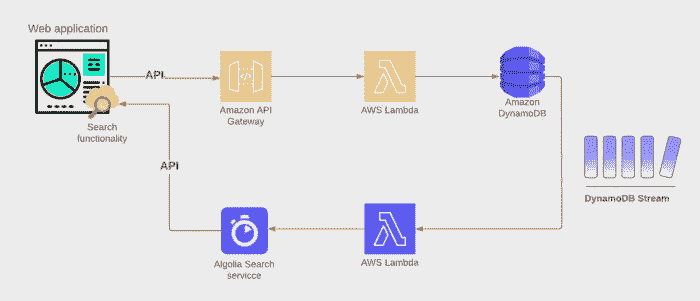 Web application
API
Amazon API
Gateway
AWS Lambda
Amazon
DynamoDB
Search
functionality
API
DynamoDB Stream
Algolia Search
servicce
AWS Lambda